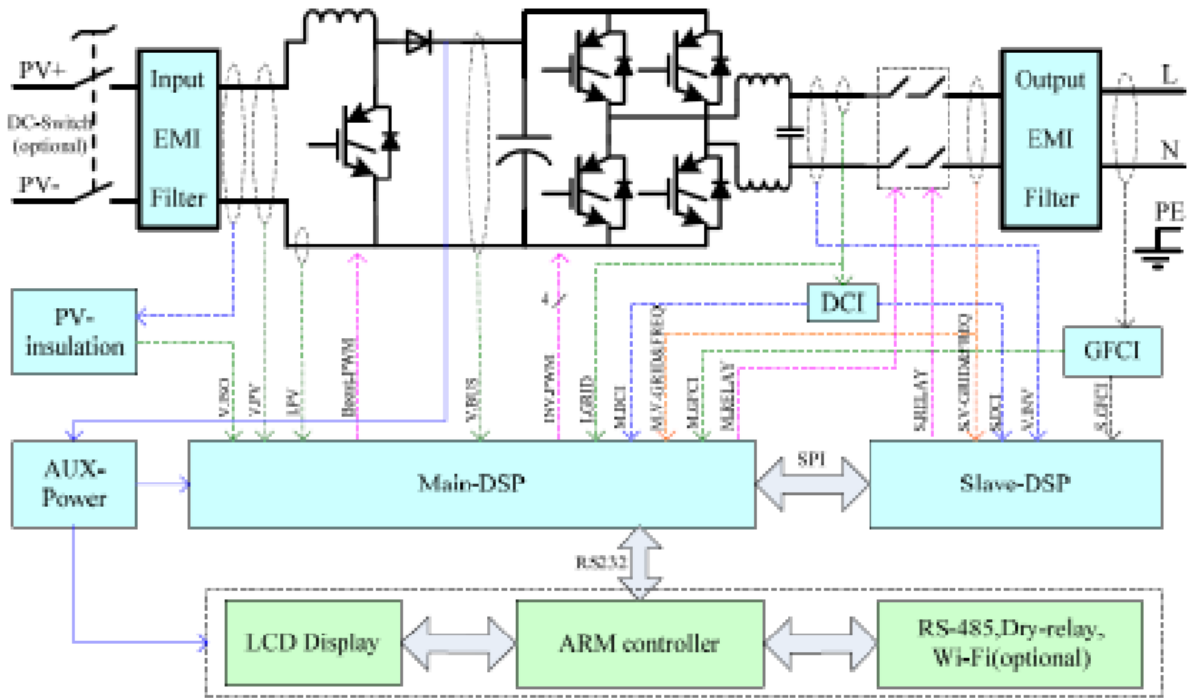 PV+
DC-Switch
(optional)
PV-
Input
EMI
Filter
Output
EMI
Filter
L
N
PE
PV-
insulation
DCI
GFCI
4
V.ISO
V.PV
I.PV
Boost-PWM
V.BUS
INV.PWM
I.GRID
M.DCI
M.V-GRID&FREQ
M.GFCI
M.RELAY
S.RELAY
S.V-GRID&FREQ
S.DCI
V.INV
S.GFCI
AUX-
Power
Main-DSP
SPI
Slave-DSP
RS232
LCD Display
ARM controller
RS-485,Dry-relay,
Wi-Fi(optional)